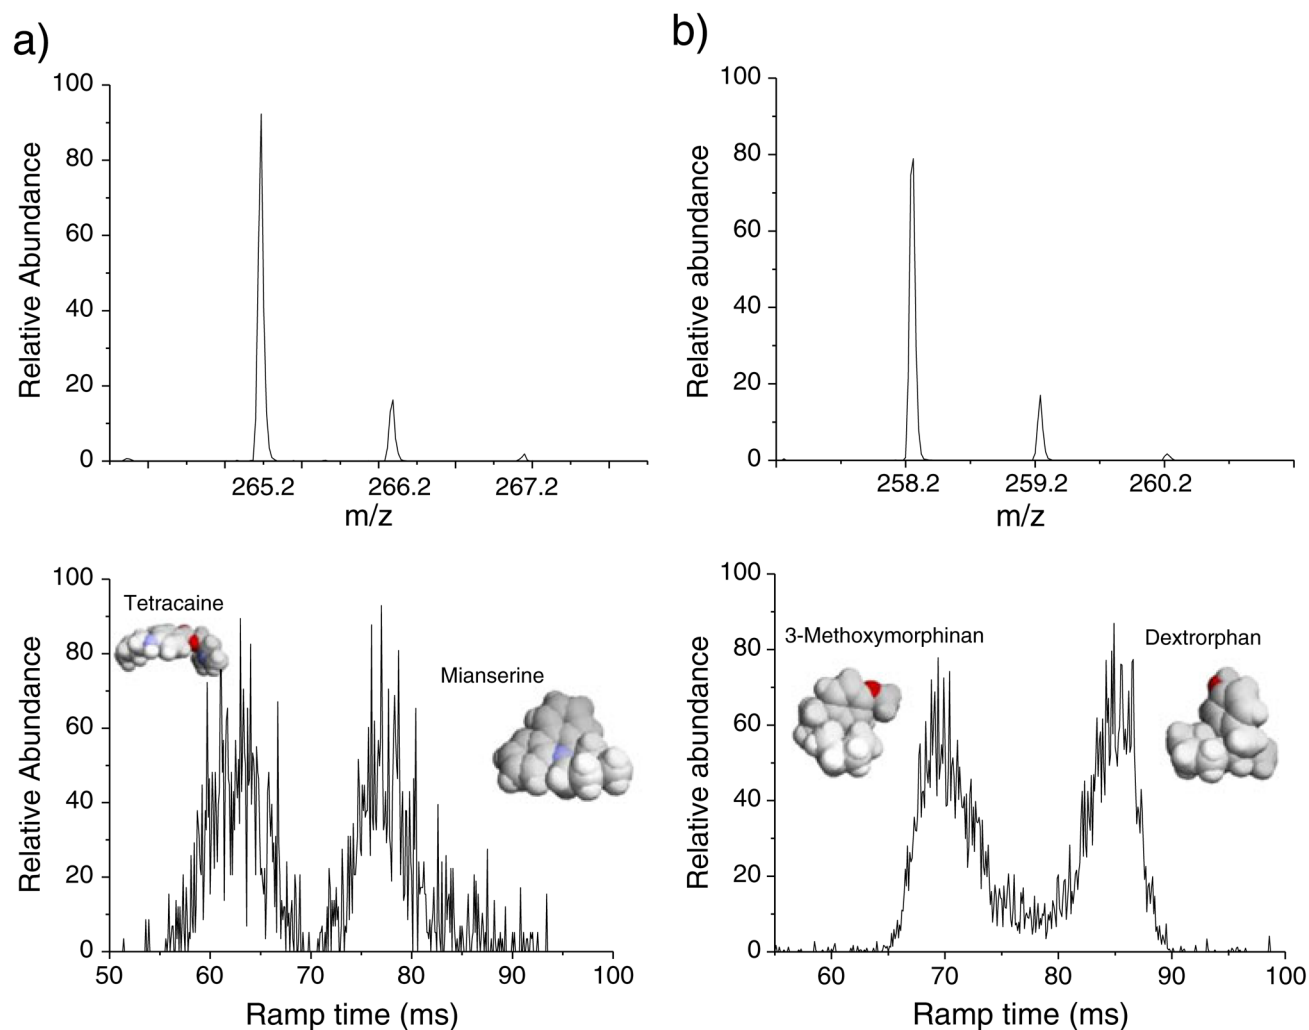 a)
100
80
60
40
20
0
Relative Abundance
265.2 266.2 267.2
m/z
b)
100
80
60
40
20
0
Relative abundance
258.2 259.2 260.2
m/z
100
80
60
40
20
0
Relative Abundance
Tetracaine
Mianserine
50 60 70 80 90 100
Ramp time (ms)
100
80
60
40
20
0
Relative abundance
3-Methoxymorphinan
Dextrorphan
60 70 80 90 100
Ramp time (ms)